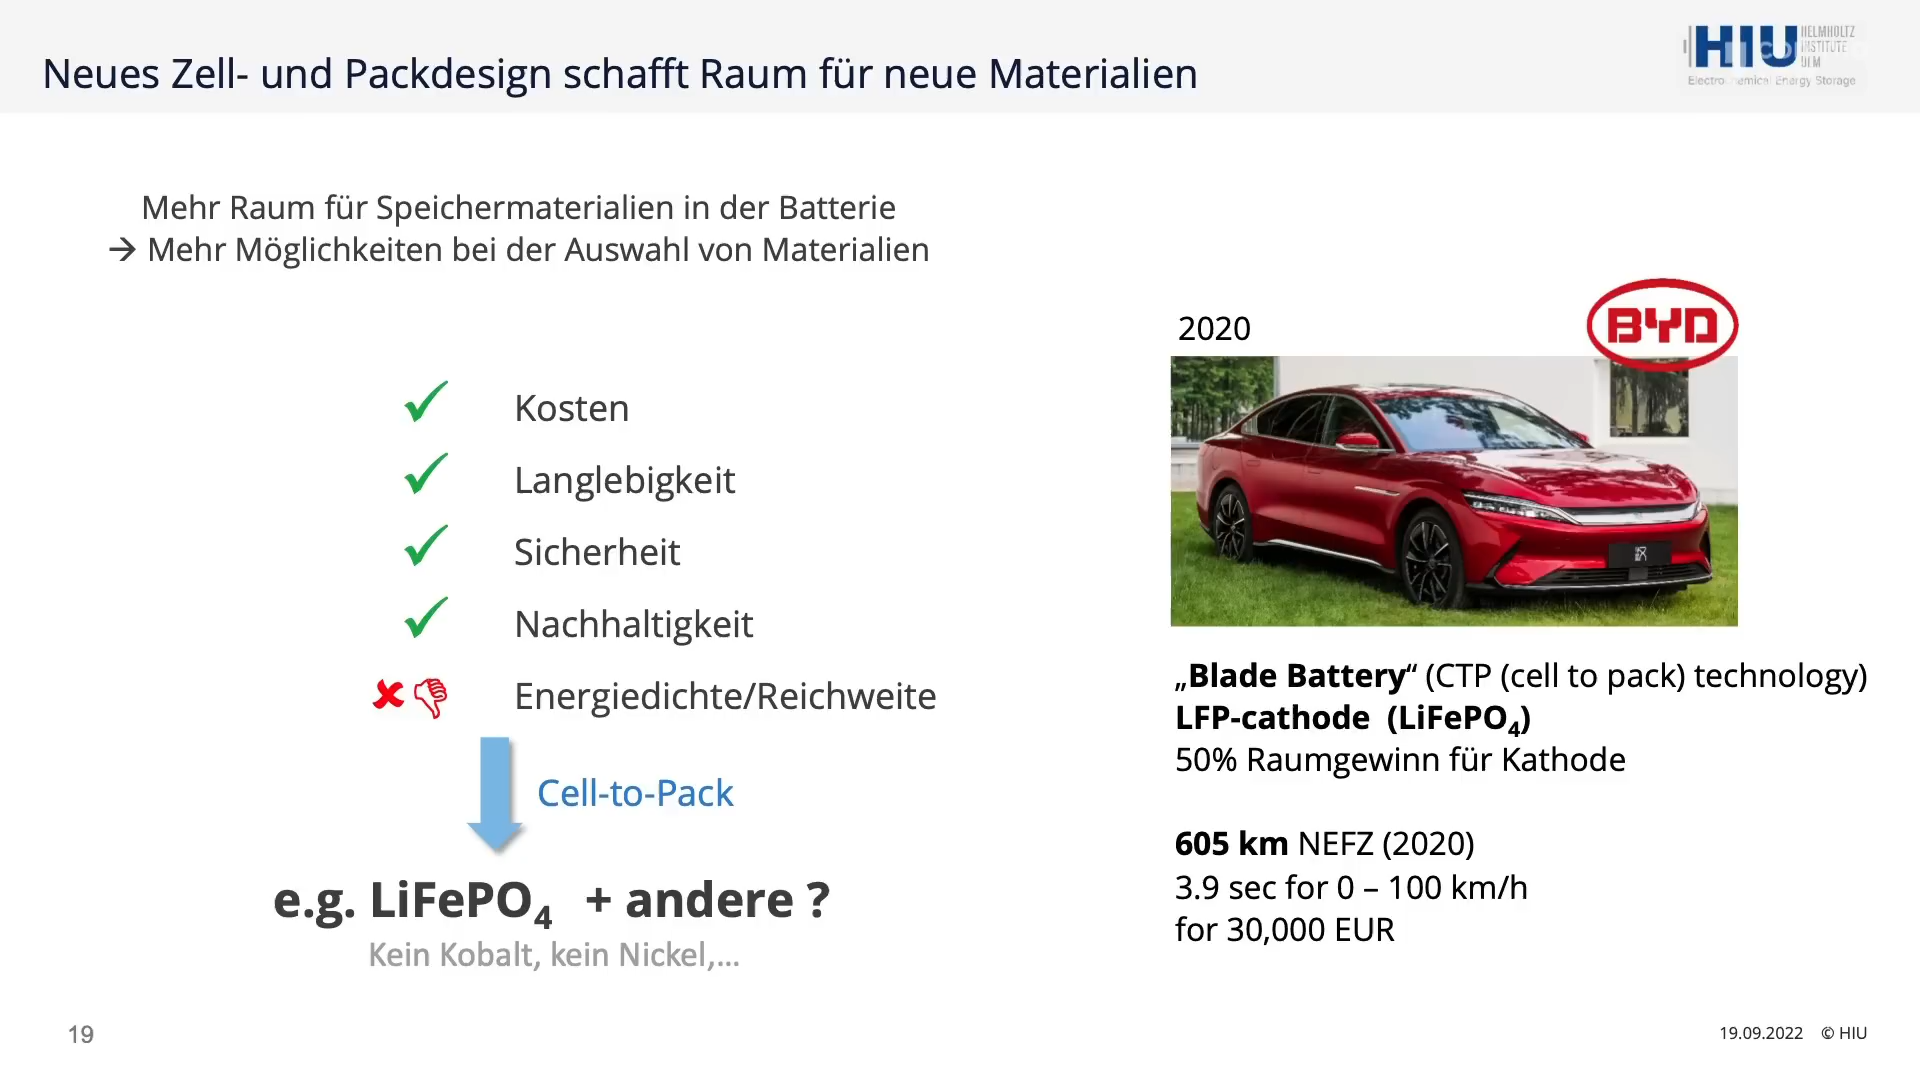 Neues Zell- und Packdesign schafft Raum für neue Materialien
HIU
HELMHOLTZ
INSTITUTE
ULM
Electrochemical Energy Storage
Mehr Raum für Speichermaterialien in der Batterie
→ Mehr Möglichkeiten bei der Auswahl von Materialien
✓ Kosten
✓ Langlebigkeit
✓ Sicherheit
✓ Nachhaltigkeit
✘ Energiedichte/Reichweite
Cell-to-Pack
e.g. LiFePO₄ + andere ?
Kein Kobalt, kein Nickel,...
2020
BYD
„Blade Battery“ (CTP (cell to pack) technology)
LFP-cathode (LiFePO₄)
50% Raumgewinn für Kathode
605 km NEFZ (2020)
3.9 sec for 0 – 100 km/h
for 30,000 EUR
19
19.09.2022 © HIU